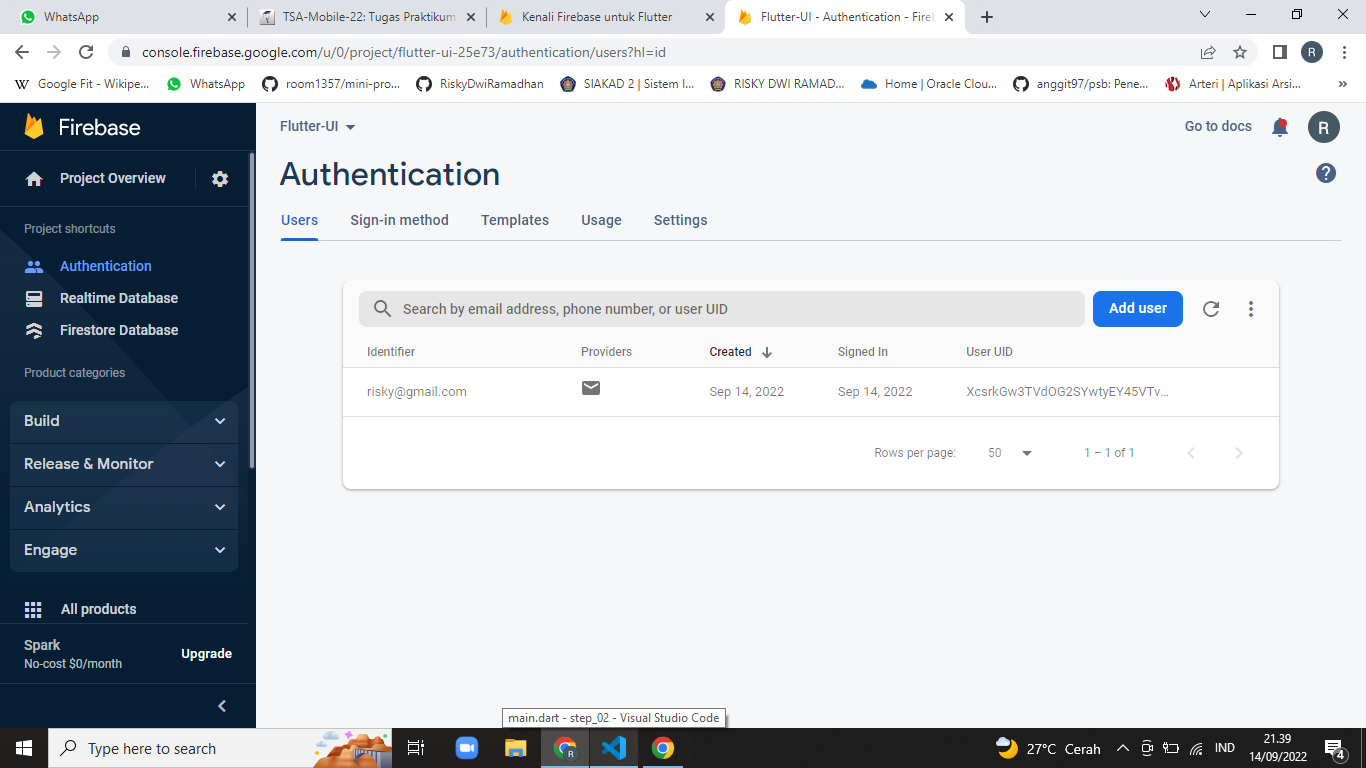 WhatsApp
TSA-Mobile-22: Tugas Praktikum
Kenali Firebase untuk Flutter
Flutter-UI - Authentication - Fireb
console.firebase.google.com/u/0/project/flutter-ui-25e73/authentication/users?hl=id
R
W Google Fit - Wikipe...
WhatsApp
room1357/mini-pro...
RiskyDwiRamadhan
SIAKAD 2 | Sistem I...
RISKY DWI RAMAD...
Home | Oracle Clou...
anggit97/psb: Pene...
Arteri | Aplikasi Arsi...
»
Firebase
Project Overview
Project shortcuts
Authentication
Realtime Database
Firestore Database
Product categories
Build
Release & Monitor
Analytics
Engage
All products
Spark
No-cost $0/month
Upgrade
Flutter-UI
Go to docs
R
Authentication
?
Users Sign-in method Templates Usage Settings
Search by email address, phone number, or user UID
Add user
Identifier Providers Created Signed In User UID
risky@gmail.com Sep 14, 2022 Sep 14, 2022 XcsrkGw3TVdOG2SYwtyEY45VTv...
Rows per page: 50 1 – 1 of 1
main.dart - step_02 - Visual Studio Code
Type here to search
R
27°C Cerah
IND
21.39
14/09/2022
4